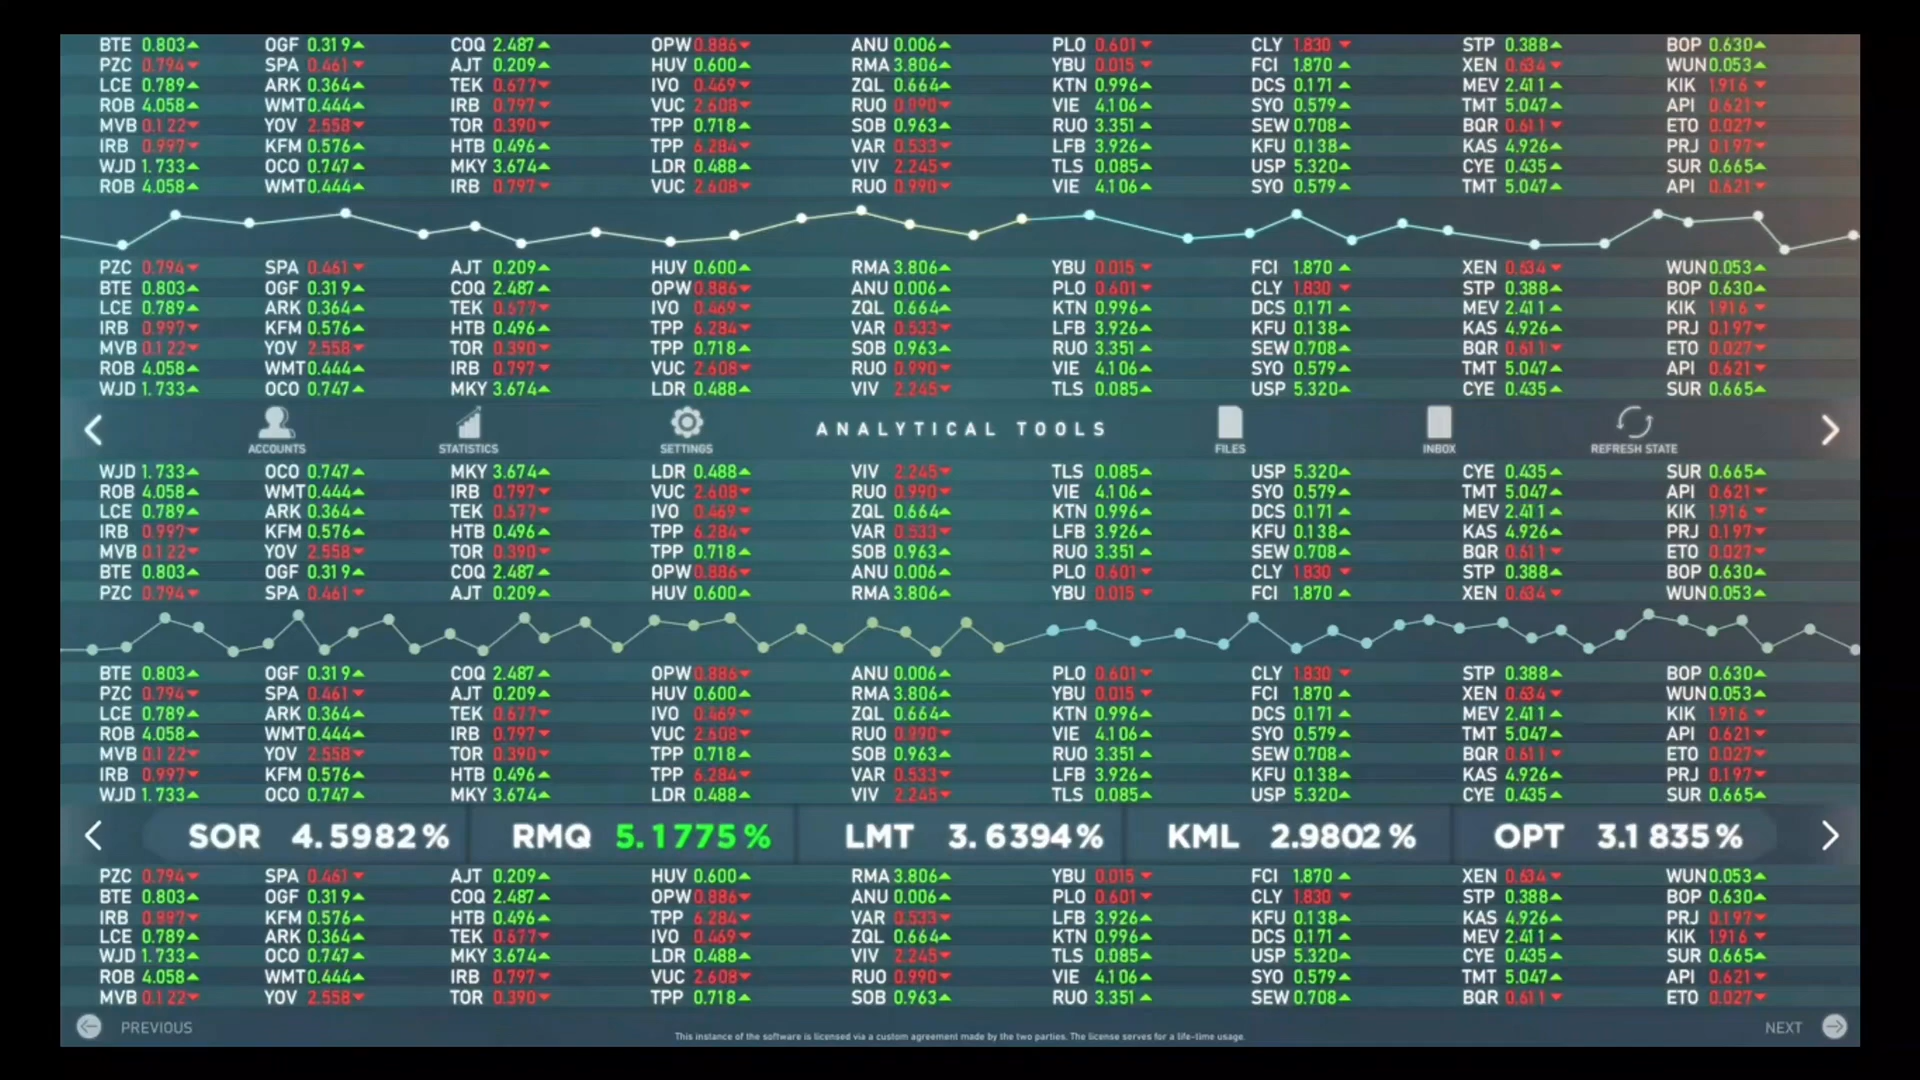 BTE 0.803 OGF 0.319 COQ 2.487 OPW 0.886 ANU 0.006 PLO 0.601 CLY 1.830 STP 0.388 BOP 0.630
PZC 0.794 SPA 0.461 AJT 0.209 HUV 0.600 RMA 3.806 YBU 0.015 FCI 1.870 XEN 0.634 WUN 0.053
LCE 0.789 ARK 0.364 TEK 0.677 IVO 0.469 ZQL 0.664 KTN 0.996 DCS 0.171 MEV 2.411 KIK 1.916
ROB 4.058 WMT 0.444 IRB 0.797 VUC 2.608 RUO 0.990 VIE 4.106 SYO 0.579 TMT 5.047 API 0.621
MVB 0.122 YOV 2.558 TOR 0.390 TPP 0.718 SOB 0.963 RUO 3.351 SEW 0.708 BQR 0.611 ETO 0.027
IRB 0.997 KFM 0.576 HTB 0.496 TPP 6.284 VAR 0.533 LFB 3.926 KFU 0.138 KAS 4.926 PRJ 0.197
WJD 1.733 OCO 0.747 MKY 3.674 LDR 0.488 VIV 2.245 TLS 0.085 USP 5.320 CYE 0.435 SUR 0.665
ROB 4.058 WMT 0.444 IRB 0.797 VUC 2.608 RUO 0.990 VIE 4.106 SYO 0.579 TMT 5.047 API 0.621
PZC 0.794 SPA 0.461 AJT 0.209 HUV 0.600 RMA 3.806 YBU 0.015 FCI 1.870 XEN 0.634 WUN 0.053
BTE 0.803 OGF 0.319 COQ 2.487 OPW 0.886 ANU 0.006 PLO 0.601 CLY 1.830 STP 0.388 BOP 0.630
LCE 0.789 ARK 0.364 TEK 0.677 IVO 0.469 ZQL 0.664 KTN 0.996 DCS 0.171 MEV 2.411 KIK 1.916
IRB 0.997 KFM 0.576 HTB 0.496 TPP 6.284 VAR 0.533 LFB 3.926 KFU 0.138 KAS 4.926 PRJ 0.197
MVB 0.122 YOV 2.558 TOR 0.390 TPP 0.718 SOB 0.963 RUO 3.351 SEW 0.708 BQR 0.611 ETO 0.027
ROB 4.058 WMT 0.444 IRB 0.797 VUC 2.608 RUO 0.990 VIE 4.106 SYO 0.579 TMT 5.047 API 0.621
WJD 1.733 OCO 0.747 MKY 3.674 LDR 0.488 VIV 2.245 TLS 0.085 USP 5.320 CYE 0.435 SUR 0.665
ACCOUNTS STATISTICS SETTINGS ANALYTICAL TOOLS FILES INBOX REFRESH STATE
WJD 1.733 OCO 0.747 MKY 3.674 LDR 0.488 VIV 2.245 TLS 0.085 USP 5.320 CYE 0.435 SUR 0.665
ROB 4.058 WMT 0.444 IRB 0.797 VUC 2.608 RUO 0.990 VIE 4.106 SYO 0.579 TMT 5.047 API 0.621
LCE 0.789 ARK 0.364 TEK 0.677 IVO 0.469 ZQL 0.664 KTN 0.996 DCS 0.171 MEV 2.411 KIK 1.916
IRB 0.997 KFM 0.576 HTB 0.496 TPP 6.284 VAR 0.533 LFB 3.926 KFU 0.138 KAS 4.926 PRJ 0.197
MVB 0.122 YOV 2.558 TOR 0.390 TPP 0.718 SOB 0.963 RUO 3.351 SEW 0.708 BQR 0.611 ETO 0.027
BTE 0.803 OGF 0.319 COQ 2.487 OPW 0.886 ANU 0.006 PLO 0.601 CLY 1.830 STP 0.388 BOP 0.630
PZC 0.794 SPA 0.461 AJT 0.209 HUV 0.600 RMA 3.806 YBU 0.015 FCI 1.870 XEN 0.634 WUN 0.053
BTE 0.803 OGF 0.319 COQ 2.487 OPW 0.886 ANU 0.006 PLO 0.601 CLY 1.830 STP 0.388 BOP 0.630
PZC 0.794 SPA 0.461 AJT 0.209 HUV 0.600 RMA 3.806 YBU 0.015 FCI 1.870 XEN 0.634 WUN 0.053
LCE 0.789 ARK 0.364 TEK 0.677 IVO 0.469 ZQL 0.664 KTN 0.996 DCS 0.171 MEV 2.411 KIK 1.916
ROB 4.058 WMT 0.444 IRB 0.797 VUC 2.608 RUO 0.990 VIE 4.106 SYO 0.579 TMT 5.047 API 0.621
MVB 0.122 YOV 2.558 TOR 0.390 TPP 0.718 SOB 0.963 RUO 3.351 SEW 0.708 BQR 0.611 ETO 0.027
IRB 0.997 KFM 0.576 HTB 0.496 TPP 6.284 VAR 0.533 LFB 3.926 KFU 0.138 KAS 4.926 PRJ 0.197
WJD 1.733 OCO 0.747 MKY 3.674 LDR 0.488 VIV 2.245 TLS 0.085 USP 5.320 CYE 0.435 SUR 0.665
SOR 4.5982% RMQ 5.1775% LMT 3.6394% KML 2.9802% OPT 3.1835%
PZC 0.794 SPA 0.461 AJT 0.209 HUV 0.600 RMA 3.806 YBU 0.015 FCI 1.870 XEN 0.634 WUN 0.053
BTE 0.803 OGF 0.319 COQ 2.487 OPW 0.886 ANU 0.006 PLO 0.601 CLY 1.830 STP 0.388 BOP 0.630
IRB 0.997 KFM 0.576 HTB 0.496 TPP 6.284 VAR 0.533 LFB 3.926 KFU 0.138 KAS 4.926 PRJ 0.197
LCE 0.789 ARK 0.364 TEK 0.677 IVO 0.469 ZQL 0.664 KTN 0.996 DCS 0.171 MEV 2.411 KIK 1.916
WJD 1.733 OCO 0.747 MKY 3.674 LDR 0.488 VIV 2.245 TLS 0.085 USP 5.320 CYE 0.435 SUR 0.665
ROB 4.058 WMT 0.444 IRB 0.797 VUC 2.608 RUO 0.990 VIE 4.106 SYO 0.579 TMT 5.047 API 0.621
MVB 0.122 YOV 2.558 TOR 0.390 TPP 0.718 SOB 0.963 RUO 3.351 SEW 0.708 BQR 0.611 ETO 0.027
PREVIOUS NEXT
This instance of the software is licensed via a custom agreement made by the two parties. The license serves for a life-time usage.